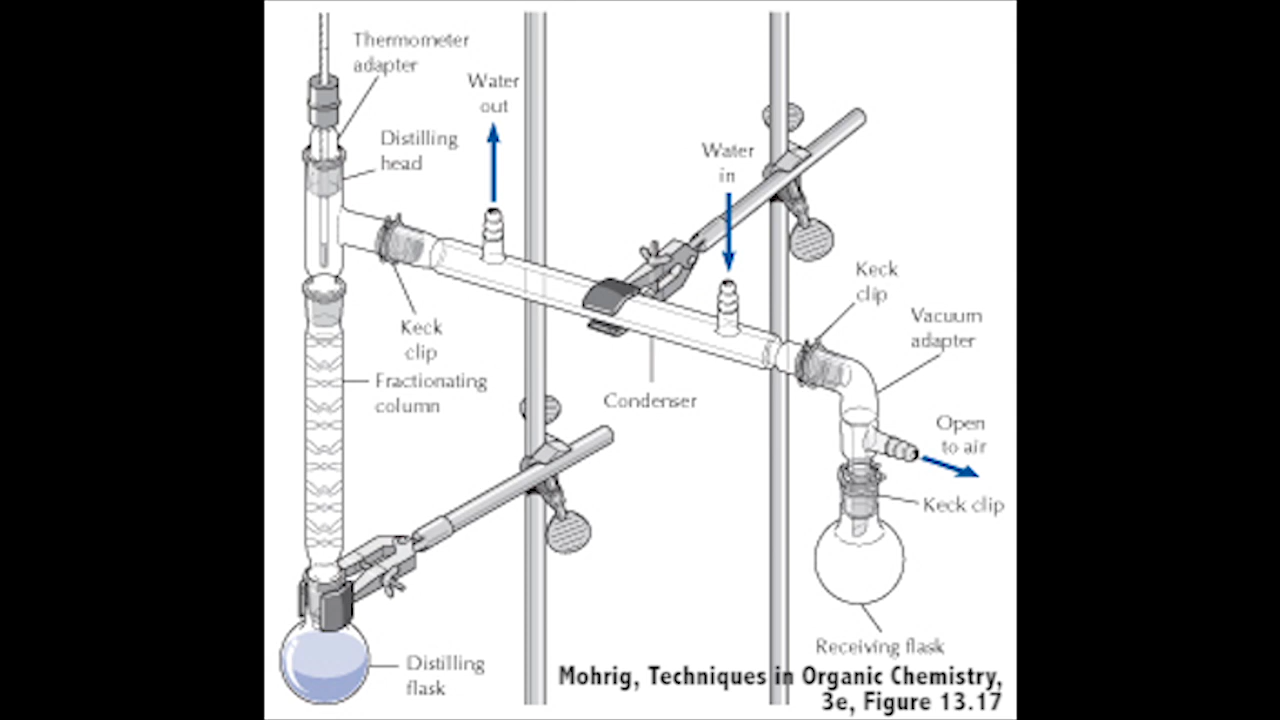 Thermometer
adapter
Water
out
Distilling
head
Water
in
Keck
clip
Vacuum
adapter
Keck
clip
Fractionating
column
Condenser
Open
to air
Keck clip
Receiving flask
Distilling
flask
Mohrig, Techniques in Organic Chemistry,
3e, Figure 13.17